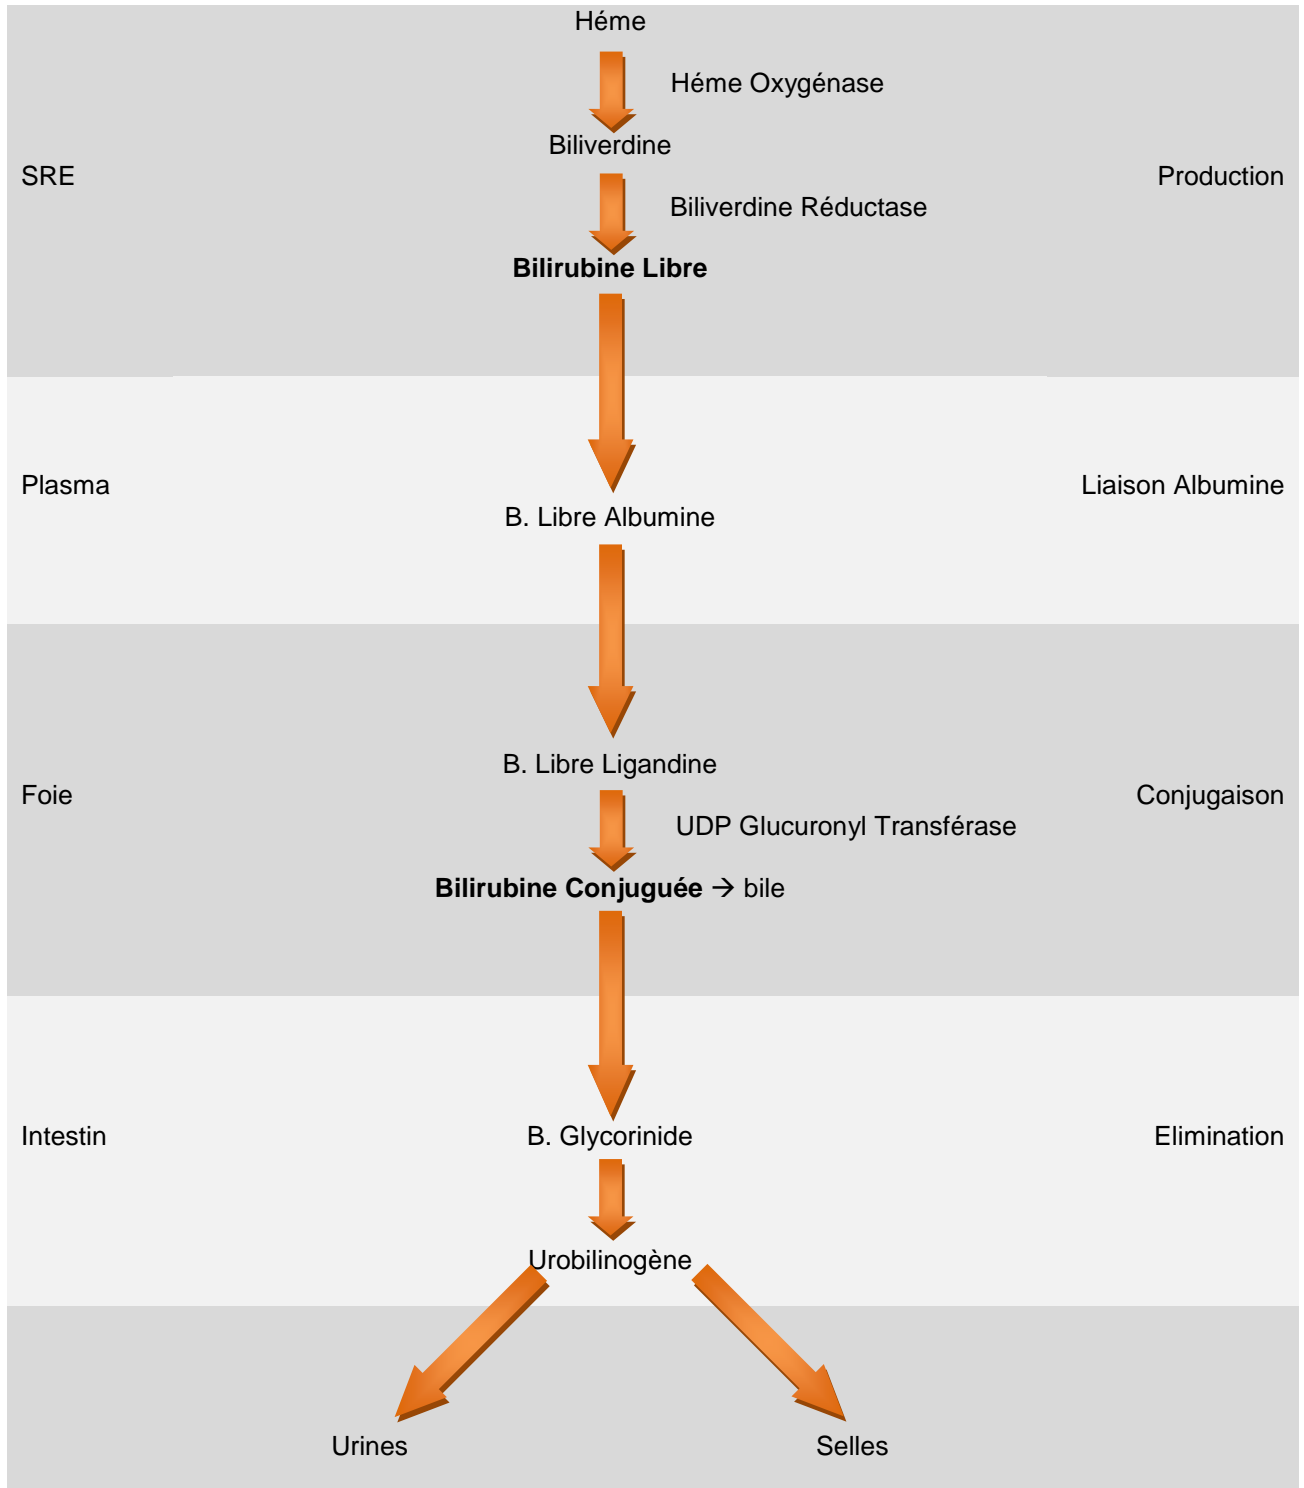 Héme
Héme Oxygénase
Biliverdine
SRE
Production
Biliverdine Réductase
Bilirubine Libre
Plasma
Liaison Albumine
B. Libre Albumine
B. Libre Ligandine
Foie
Conjugaison
UDP Glucuronyl Transférase
Bilirubine Conjuguée → bile
Intestin
B. Glycorinide
Elimination
Urobilinogène
Urines
Selles